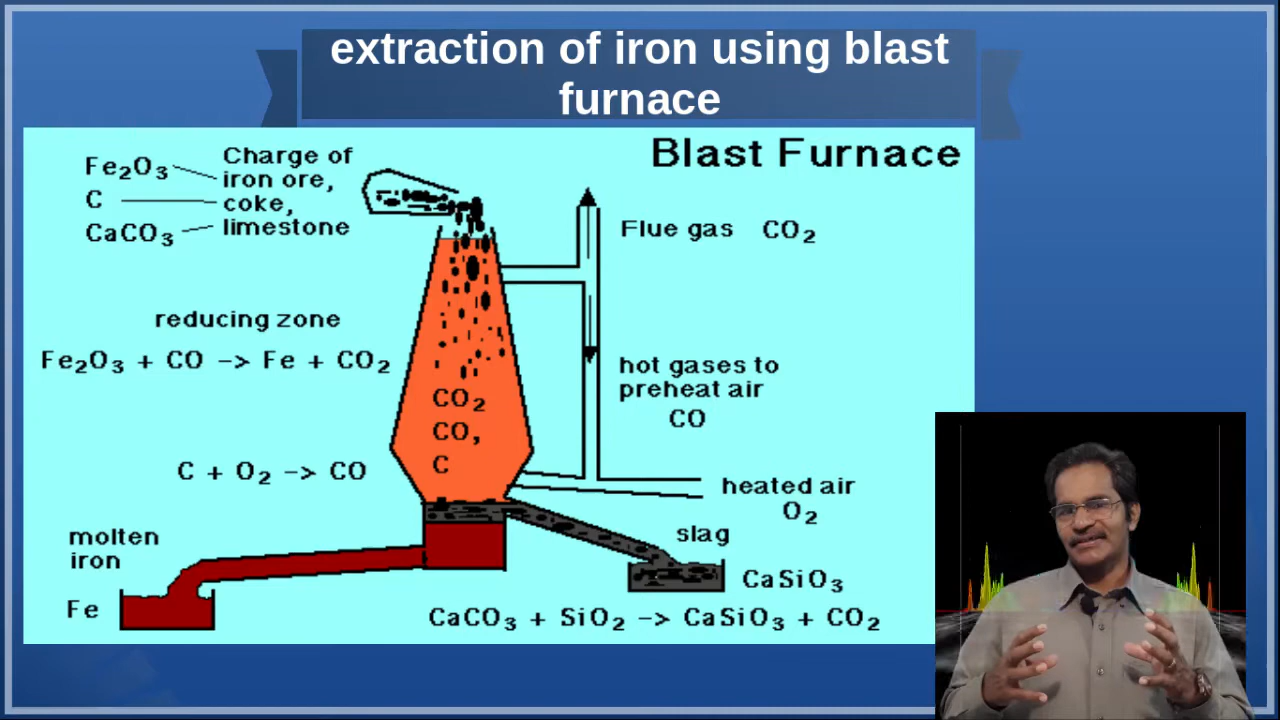 extraction of iron using blast
furnace
Blast Furnace
Fe₂O₃
C
CaCO₃
Charge of
iron ore,
coke,
limestone
Flue gas CO₂
reducing zone
Fe₂O₃ + CO -> Fe + CO₂
hot gases to
preheat air
CO
CO₂
CO,
C
C + O₂ -> CO
heated air
O₂
molten
iron
Fe
slag
CaSiO₃
CaCO₃ + SiO₂ -> CaSiO₃ + CO₂